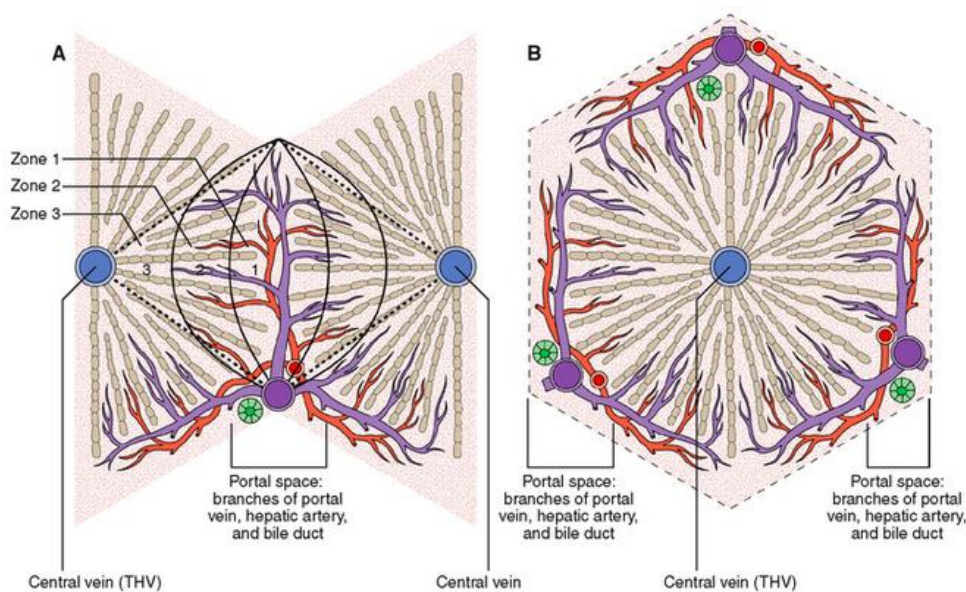 A
B
Zone 1
Zone 2
Zone 3
3
2
1
Portal space:
branches of portal
vein, hepatic artery,
and bile duct
Portal space:
branches of portal
vein, hepatic artery,
and bile duct
Portal space:
branches of portal
vein, hepatic artery,
and bile duct
Central vein (THV)
Central vein
Central vein (THV)